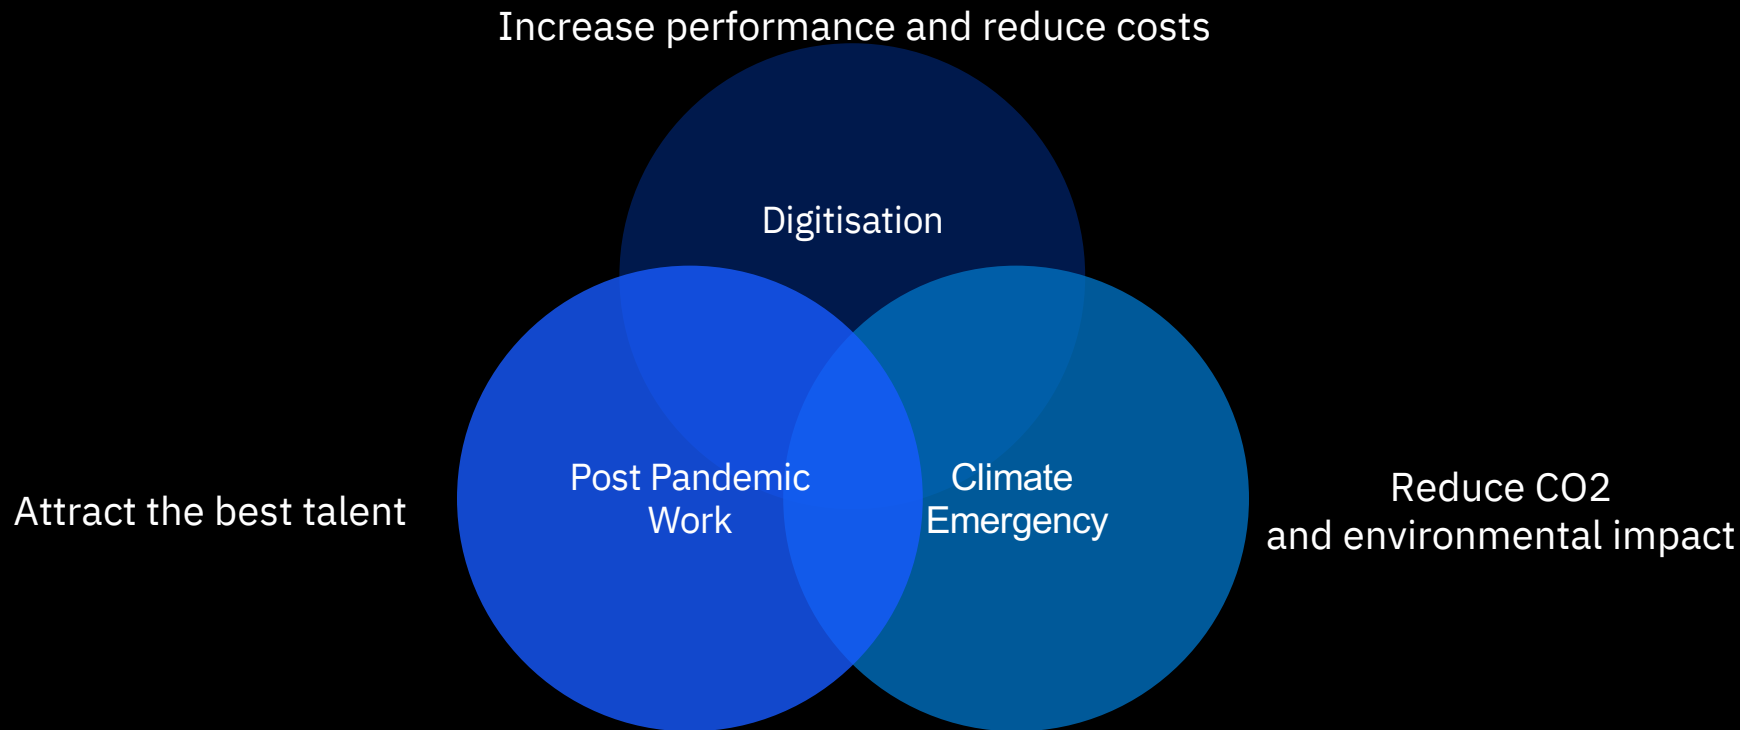 Increase performance and reduce costs
Digitisation
Post Pandemic
Work
Climate
Emergency
Attract the best talent
Reduce CO2
and environmental impact